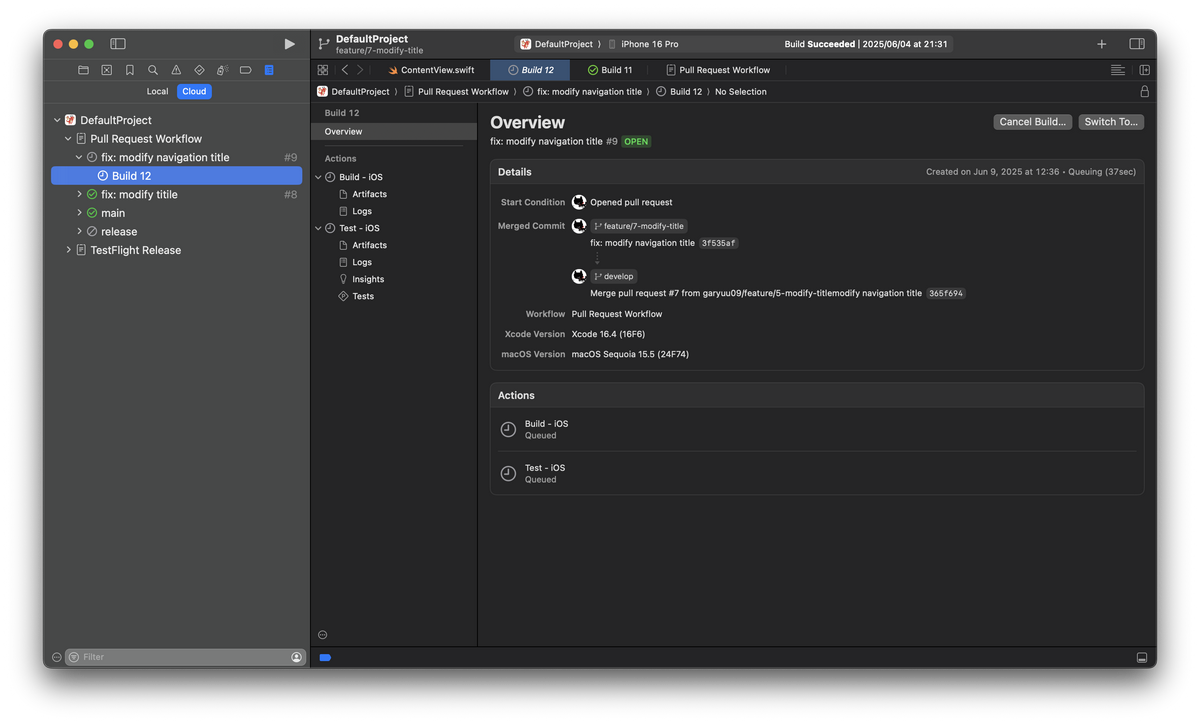 DefaultProject
feature/7-modify-title
DefaultProject ⟩ iPhone 16 Pro
Build Succeeded | 2025/06/04 at 21:31
ContentView.swift
Build 12
Build 11
Pull Request Workflow
Local
Cloud
DefaultProject ⟩ Pull Request Workflow ⟩ fix: modify navigation title ⟩ Build 12 ⟩ No Selection
DefaultProject
Pull Request Workflow
fix: modify navigation title #9
Build 12
fix: modify titile #8
main
release
TestFlight Release
Filter
Build 12
Overview
Actions
Build - iOS
Artifacts
Logs
Test - iOS
Artifacts
Logs
Insights
Tests
Overview
Cancel Build...
Switch To...
fix: modify navigation title #9 OPEN
Details
Created on Jun 9, 2025 at 12:36 • Queuing (37sec)
Start Condition Opened pull request
Merged Commit feature/7-modify-title
fix: modify navigation title 3f535af
develop
Merge pull request #7 from garyuu09/feature/5-modify-titlemodify navigation title 365f694
Workflow Pull Request Workflow
Xcode Version Xcode 16.4 (16F6)
macOS Version macOS Sequoia 15.5 (24F74)
Actions
Build - iOS
Queued
Test - iOS
Queued